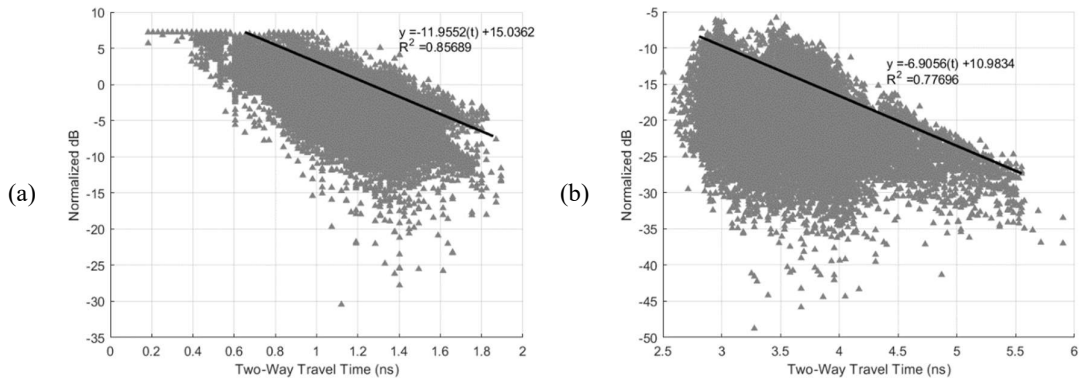 (a)
Normalized dB
10
5
0
-5
-10
-15
-20
-25
-30
-35
y =-11.9552(t) +15.0362
R² =0.85689
0 0.2 0.4 0.6 0.8 1 1.2 1.4 1.6 1.8 2
Two-Way Travel Time (ns)
(b)
Normalized dB
-5
-10
-15
-20
-25
-30
-35
-40
-45
-50
y =-6.9056(t) +10.9834
R² =0.77696
2.5 3 3.5 4 4.5 5 5.5 6
Two-Way Travel Time (ns)